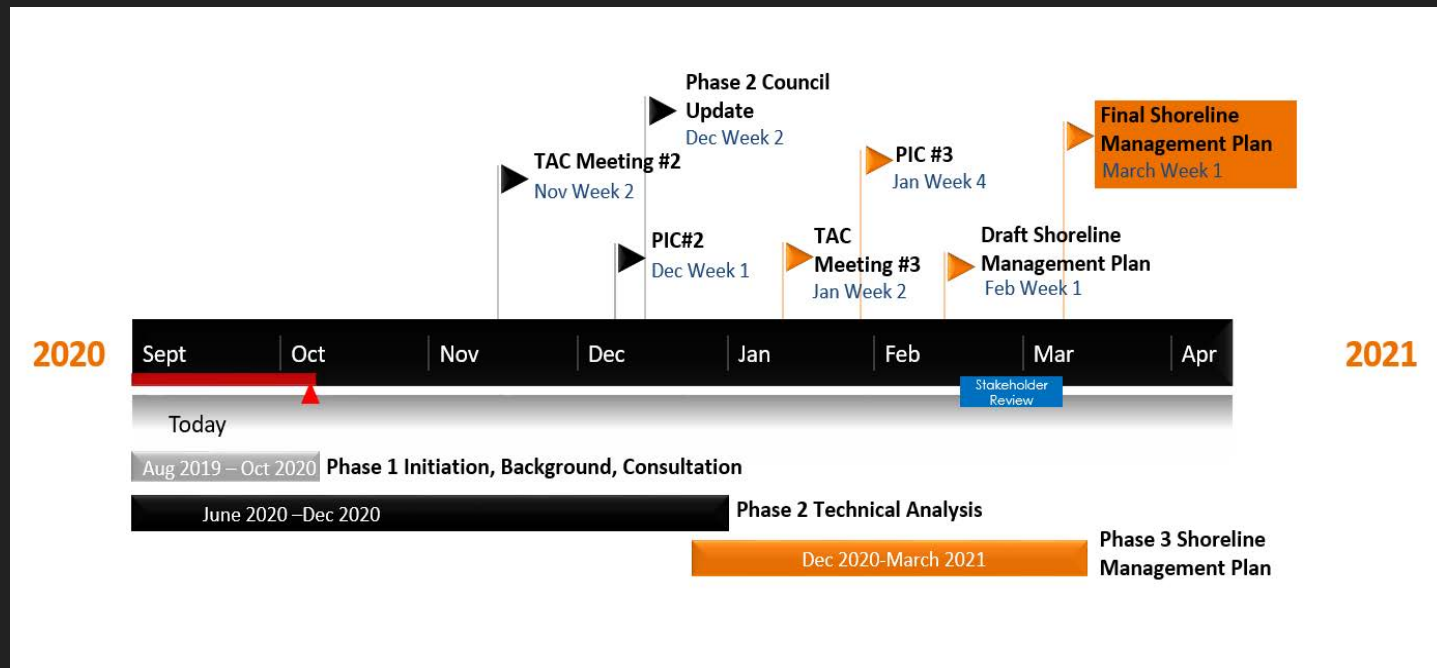 Phase 2 Council
Update
Dec Week 2
TAC Meeting #2
Nov Week 2
PIC#2
Dec Week 1
PIC #3
Jan Week 4
TAC
Meeting #3
Jan Week 2
Final Shoreline
Management Plan
March Week 1
Draft Shoreline
Management Plan
Feb Week 1
2020
Sept
Oct
Nov
Dec
Jan
Feb
Mar
Apr
2021
Stakeholder
Review
Today
Aug 2019 – Oct 2020
Phase 1 Initiation, Background, Consultation
June 2020 –Dec 2020
Phase 2 Technical Analysis
Dec 2020-March 2021
Phase 3 Shoreline
Management Plan